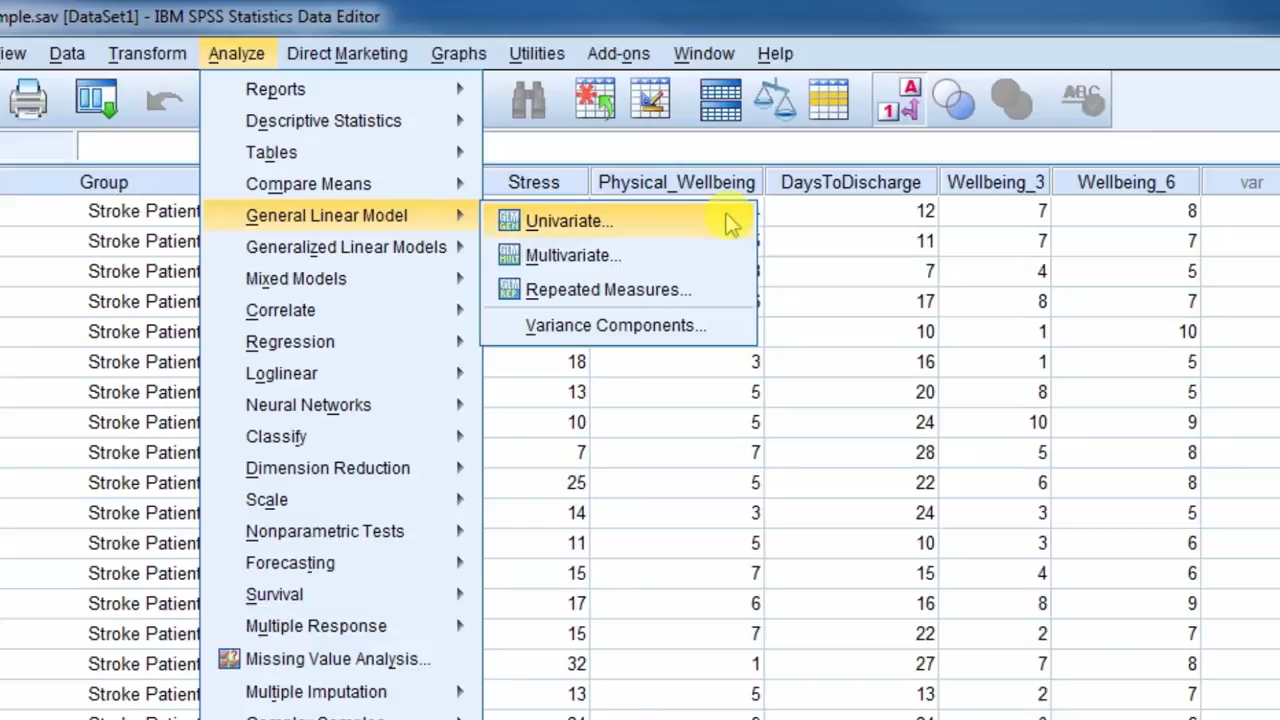 mple.sav [DataSet1] - IBM SPSS Statistics Data Editor
iew Data Transform Analyze Direct Marketing Graphs Utilities Add-ons Window Help
A
1
ABC
Group Stress Physical_Wellbeing DaysToDischarge Wellbeing_3 Wellbeing_6 var
Reports
Descriptive Statistics
Tables
Compare Means
General Linear Model
Generalized Linear Models
Mixed Models
Correlate
Regression
Loglinear
Neural Networks
Classify
Dimension Reduction
Scale
Nonparametric Tests
Forecasting
Survival
Multiple Response
Missing Value Analysis...
Multiple Imputation
GLM GEN Univariate...
GLM MULT Multivariate...
GLM REP Repeated Measures...
Variance Components...
Stroke Patient 12 7 8
Stroke Patient 11 7 7
Stroke Patient 7 4 5
Stroke Patient 17 8 7
Stroke Patient 10 1 10
Stroke Patient 18 3 16 1 5
Stroke Patient 13 5 20 8 5
Stroke Patient 10 5 24 10 9
Stroke Patient 7 7 28 5 8
Stroke Patient 25 5 22 6 8
Stroke Patient 14 3 24 3 5
Stroke Patient 11 5 10 3 6
Stroke Patient 15 7 15 4 6
Stroke Patient 17 6 16 8 9
Stroke Patient 15 7 22 2 7
Stroke Patient 32 1 27 7 8
Stroke Patient 13 5 13 2 7